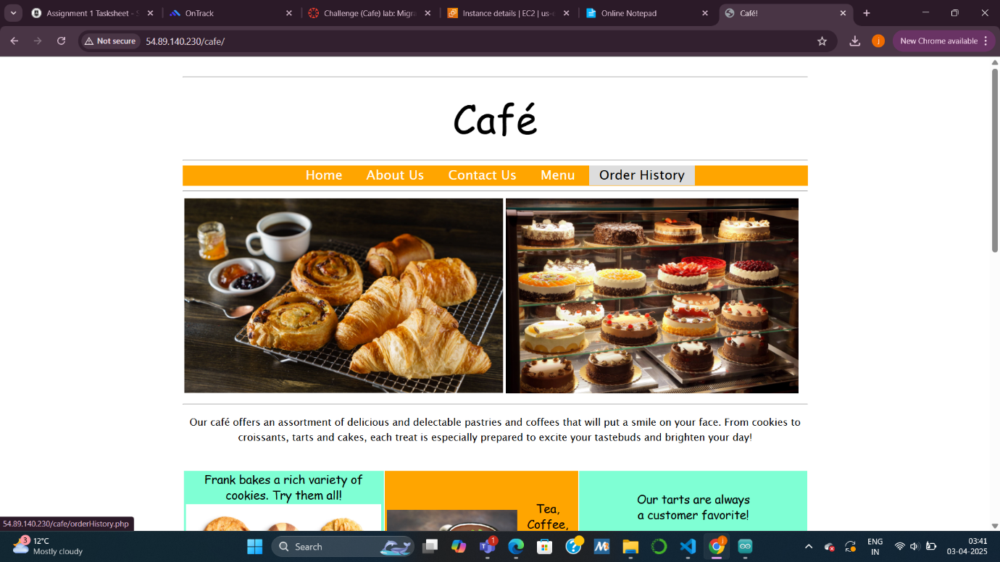 Assignment 1 Tasksheet - S
OnTrack
Challenge (Cafe) lab: Migra
Instance details | EC2 | us-e
Online Notepad
Café!
Not secure
54.89.140.230/cafe/
j
New Chrome available
Café
Home About Us Contact Us Menu Order History
Our café offers an assortment of delicious and delectable pastries and coffees that will put a smile on your face. From cookies to
croissants, tarts and cakes, each treat is especially prepared to excite your tastebuds and brighten your day!
Frank bakes a rich variety of
cookies. Try them all!
Tea,
Coffee,
Our tarts are always
a customer favorite!
54.89.140.230/cafe/orderHistory.php
3
12°C
Mostly cloudy
Search
1
ENG
IN
03:41
03-04-2025